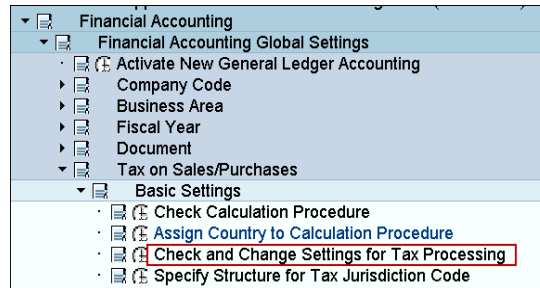 Financial Accounting
Financial Accounting Global Settings
Activate New General Ledger Accounting
Company Code
Business Area
Fiscal Year
Document
Tax on Sales/Purchases
Basic Settings
Check Calculation Procedure
Assign Country to Calculation Procedure
Check and Change Settings for Tax Processing
Specify Structure for Tax Jurisdiction Code